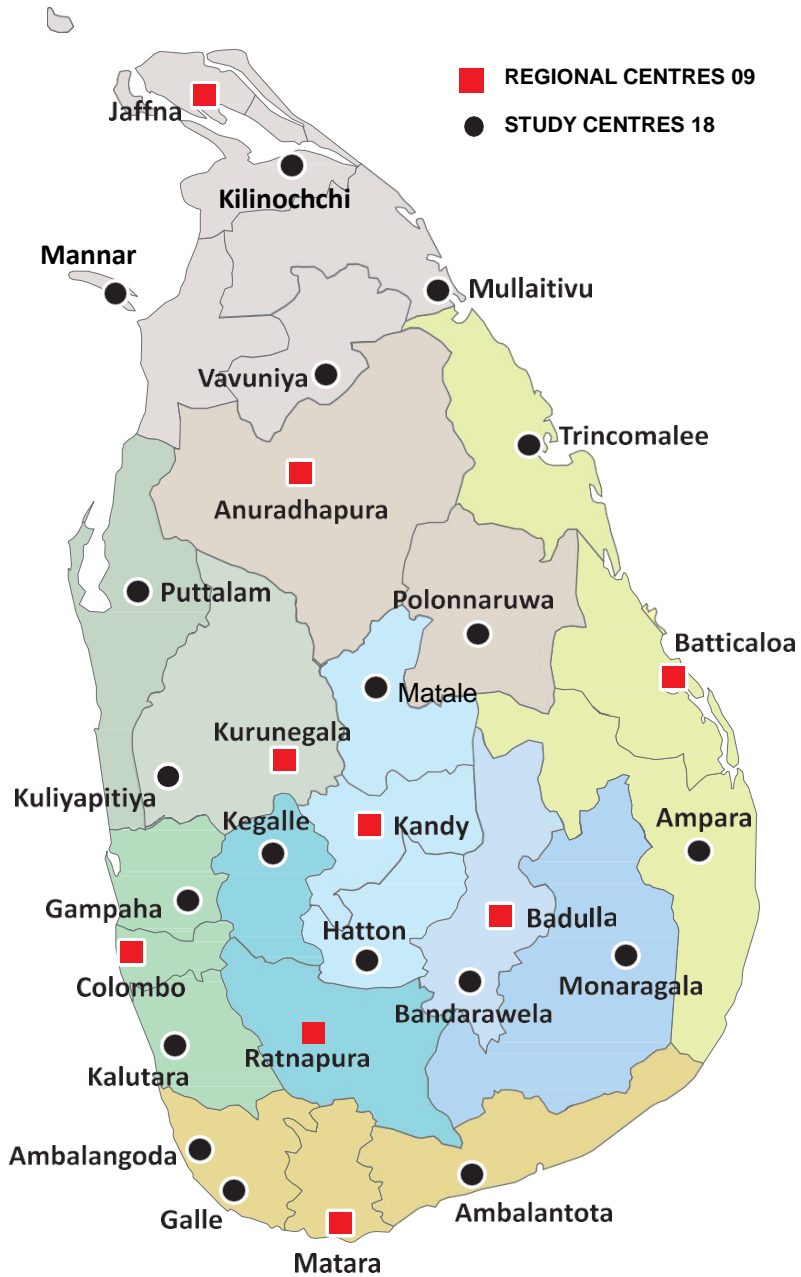 REGIONAL CENTRES 09
Jaffna
STUDY CENTRES 18
Kilinochchi
Mannar
Mullaitivu
Vavuniya
Trincomalee
Anuradhapura
Puttalam
Polonnaruwa
Batticaloa
Matale
Kurunegala
Kuliyapitiya
Kegalle
Kandy
Ampara
Gampaha
Hatton
Badulla
Colombo
Monaragala
Bandarawela
Ratnapura
Kalutara
Ambalangoda
Galle
Ambalantota
Matara